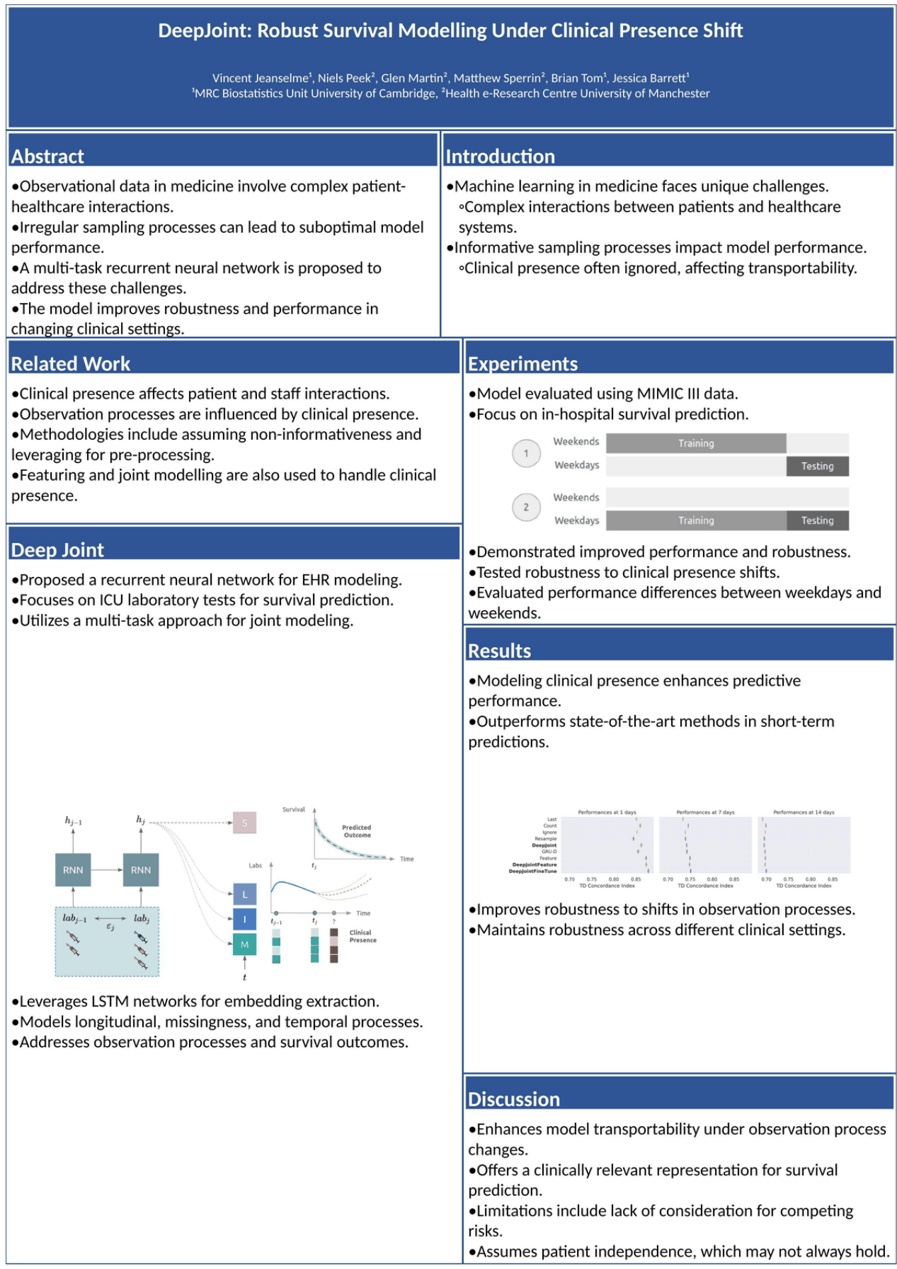 DeepJoint: Robust Survival Modelling Under Clinical Presence Shift
Vincent Jeanselme¹, Niels Peek², Glen Martin², Matthew Sperrin², Brian Tom¹, Jessica Barrett¹
¹MRC Biostatistics Unit University of Cambridge, ²Health e-Research Centre University of Manchester
Abstract
•Observational data in medicine involve complex patient-
healthcare interactions.
•Irregular sampling processes can lead to suboptimal model
performance.
•A multi-task recurrent neural network is proposed to
address these challenges.
•The model improves robustness and performance in
changing clinical settings.
Introduction
•Machine learning in medicine faces unique challenges.
◦Complex interactions between patients and healthcare
systems.
•Informative sampling processes impact model performance.
◦Clinical presence often ignored, affecting transportability.
Related Work
•Clinical presence affects patient and staff interactions.
•Observation processes are influenced by clinical presence.
•Methodologies include assuming non-informativeness and
leveraging for pre-processing.
•Featuring and joint modelling are also used to handle clinical
presence.
Deep Joint
•Proposed a recurrent neural network for EHR modeling.
•Focuses on ICU laboratory tests for survival prediction.
•Utilizes a multi-task approach for joint modeling.
h_{j−1}
h_j
RNN
RNN
lab_{j−1}
lab_j
ε_j
S
L
I
M
t
Survival
Predicted
Outcome
t_j
Time
Labs
Time
t_{j−1}
t_j
?
Clinical
Presence
•Leverages LSTM networks for embedding extraction.
•Models longitudinal, missingness, and temporal processes.
•Addresses observation processes and survival outcomes.
Experiments
•Model evaluated using MIMIC III data.
•Focus on in-hospital survival prediction.
1
Weekends
Training
Weekdays
Testing
2
Weekends
Weekdays
Training
Testing
•Demonstrated improved performance and robustness.
•Tested robustness to clinical presence shifts.
•Evaluated performance differences between weekdays and
weekends.
Results
•Modeling clinical presence enhances predictive
performance.
•Outperforms state-of-the-art methods in short-term
predictions.
Performances at 1 days
Performances at 7 days
Performances at 14 days
Last
Count
Ignore
Resample
DeepJoint
GRU-D
Feature
DeepJointFeature
DeepJointFineTune
0.70 0.75 0.80 0.85
0.70 0.75 0.80 0.85
0.70 0.75 0.80 0.85
TD Concordance Index
TD Concordance Index
TD Concordance Index
•Improves robustness to shifts in observation processes.
•Maintains robustness across different clinical settings.
Discussion
•Enhances model transportability under observation process
changes.
•Offers a clinically relevant representation for survival
prediction.
•Limitations include lack of consideration for competing
risks.
•Assumes patient independence, which may not always hold.